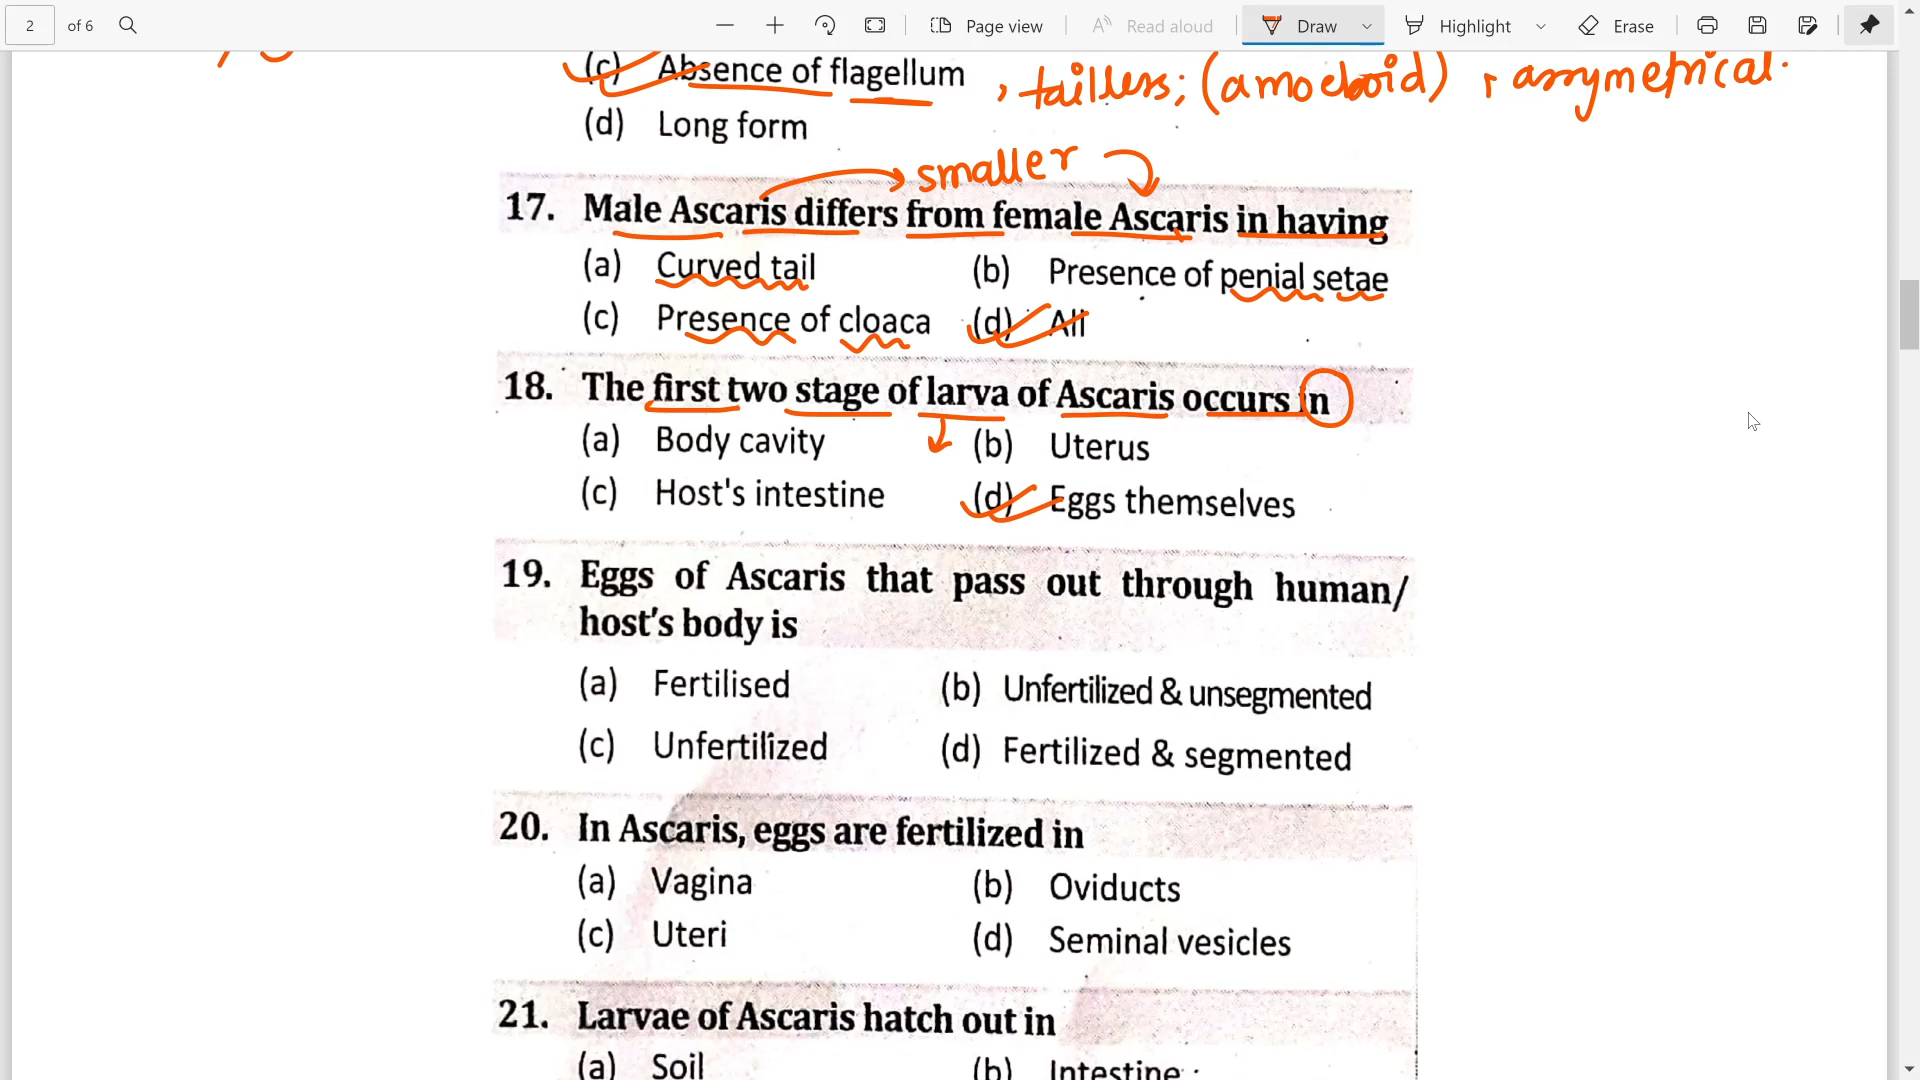 2 of 6 Page view Read aloud Draw Highlight Erase
(c) Absence of flagellum , tailless; (amoeboid) , assymetrical.
(d) Long form
smaller
17. Male Ascaris differs from female Ascaris in having
(a) Curved tail (b) Presence of penial setae
(c) Presence of cloaca (d) All
18. The first two stage of larva of Ascaris occurs in
(a) Body cavity (b) Uterus
(c) Host's intestine (d) Eggs themselves
19. Eggs of Ascaris that pass out through human/
host's body is
(a) Fertilised (b) Unfertilized & unsegmented
(c) Unfertilized (d) Fertilized & segmented
20. In Ascaris, eggs are fertilized in
(a) Vagina (b) Oviducts
(c) Uteri (d) Seminal vesicles
21. Larvae of Ascaris hatch out in
(a) Soil (b) Intestine